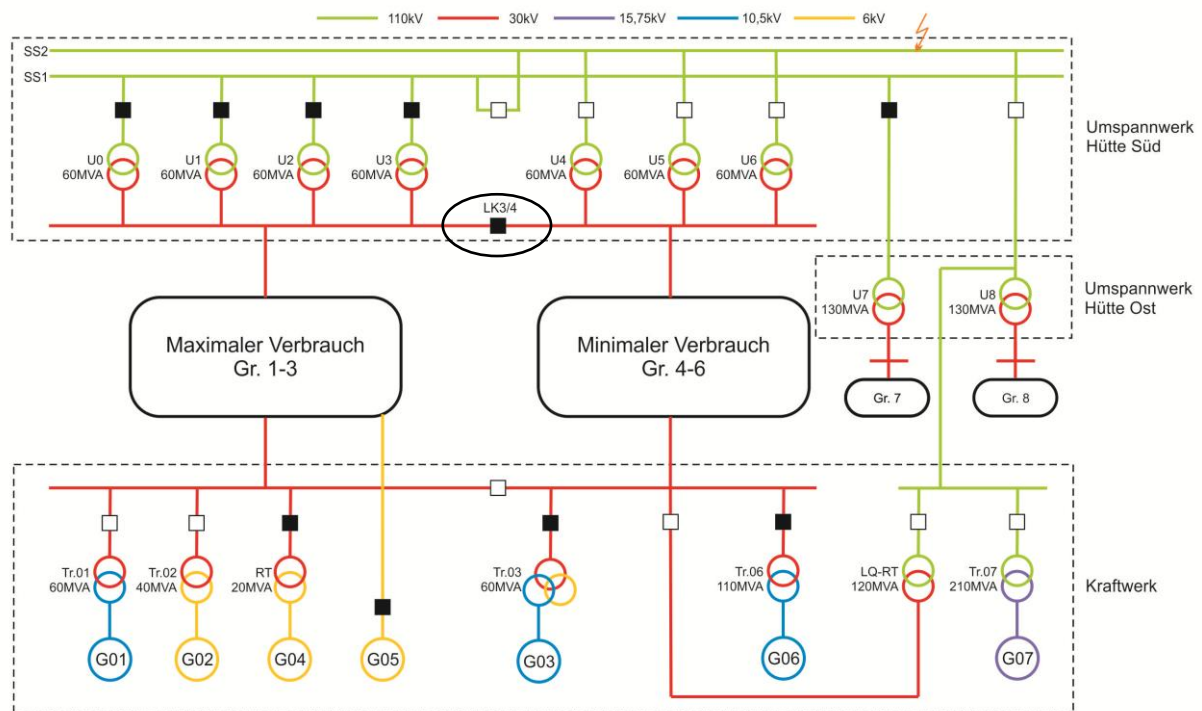 110kV
30kV
15,75kV
10,5kV
6kV
SS2
SS1
U0
60MVA
U1
60MVA
U2
60MVA
U3
60MVA
U4
60MVA
U5
60MVA
U6
60MVA
Umspannwerk
Hütte Süd
LK3/4
U7
130MVA
U8
130MVA
Umspannwerk
Hütte Ost
Maximaler Verbrauch
Gr. 1-3
Minimaler Verbrauch
Gr. 4-6
Gr. 7
Gr. 8
Tr.01
60MVA
Tr.02
40MVA
RT
20MVA
Tr.03
60MVA
Tr.06
110MVA
LQ-RT
120MVA
Tr.07
210MVA
Kraftwerk
G01
G02
G04
G05
G03
G06
G07